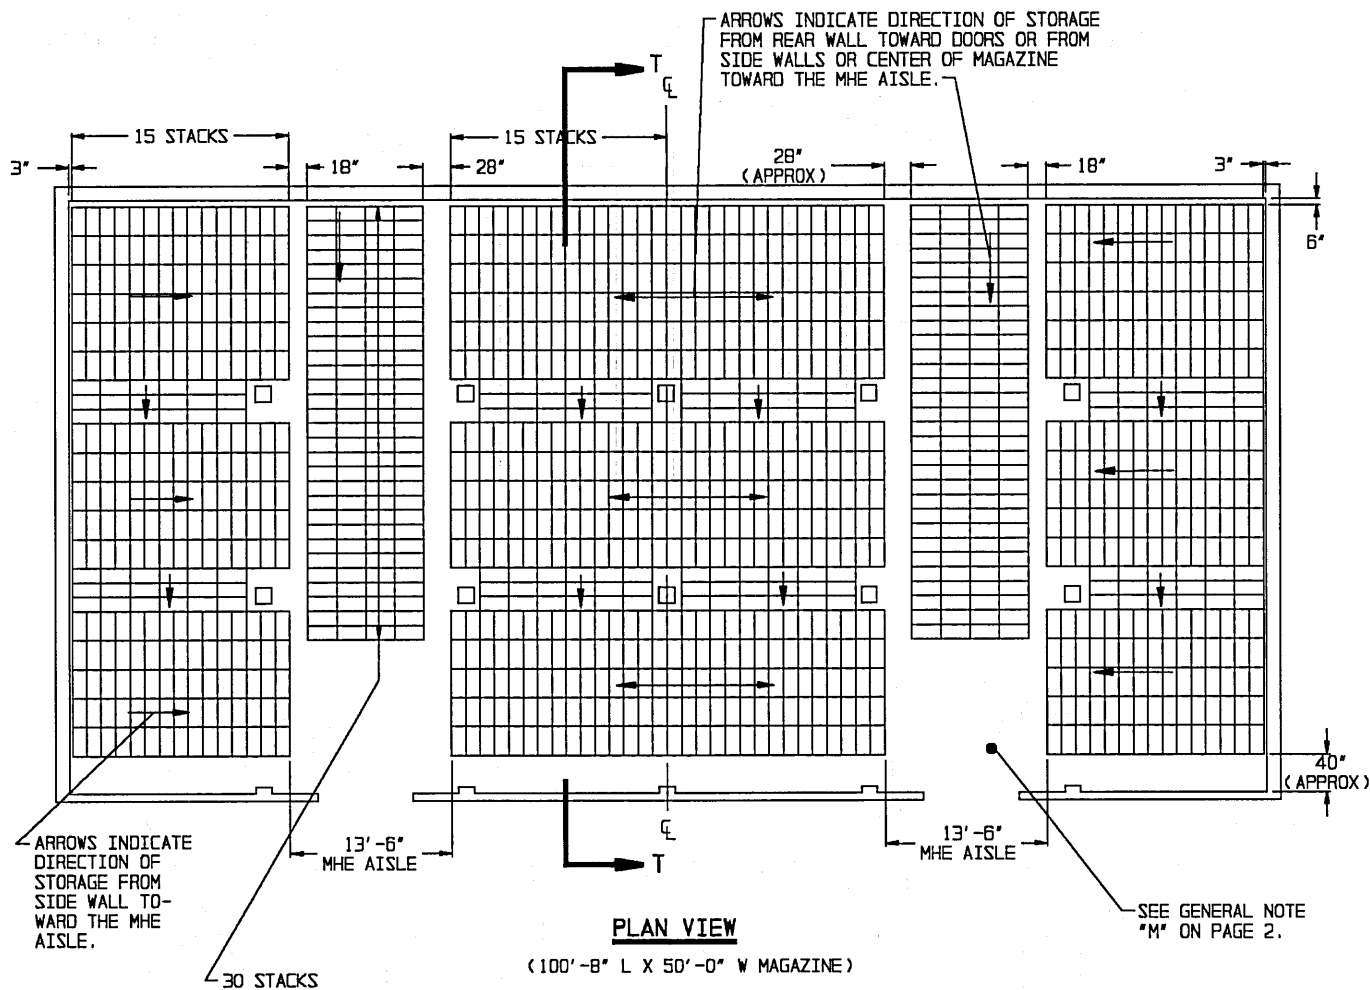 ARROWS INDICATE DIRECTION OF STORAGE
FROM REAR WALL TOWARD DOORS OR FROM
SIDE WALLS OR CENTER OF MAGAZINE
TOWARD THE MHE AISLE.
T
℄
15 STACKS
15 STACKS
3"
18"
28"
28"
(APPROX)
18"
3"
6"
40"
(APPROX)
℄
13'-6"
MHE AISLE
13'-6"
MHE AISLE
T
ARROWS INDICATE
DIRECTION OF
STORAGE FROM
SIDE WALL TO-
WARD THE MHE
AISLE.
30 STACKS
SEE GENERAL NOTE
"M" ON PAGE 2.
PLAN VIEW
(100'-8" L X 50'-0" W MAGAZINE)